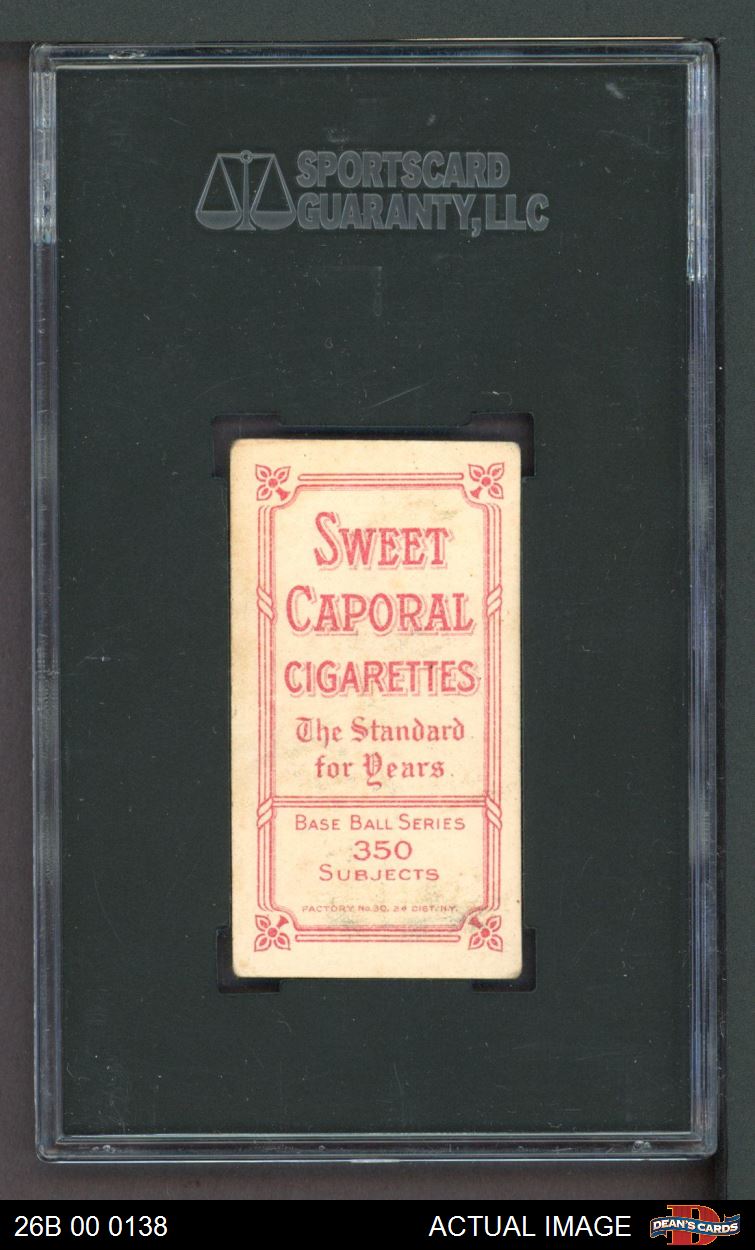 SPORTSCARD
GUARANTY, LLC
SWEET
CAPORAL
CIGARETTES
The Standard
for Years.
BASE BALL SERIES
350
SUBJECTS
FACTORY No. 30, 2d DIST. N.Y.
26B 00 0138
ACTUAL IMAGE
D
DEAN'S CARDS